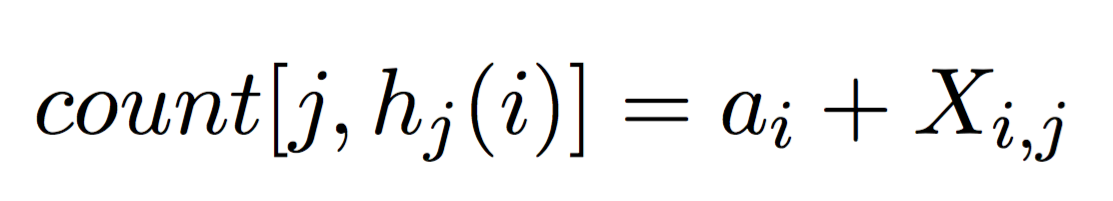 count[j, h_j(i)] = a_i + X_{i,j}